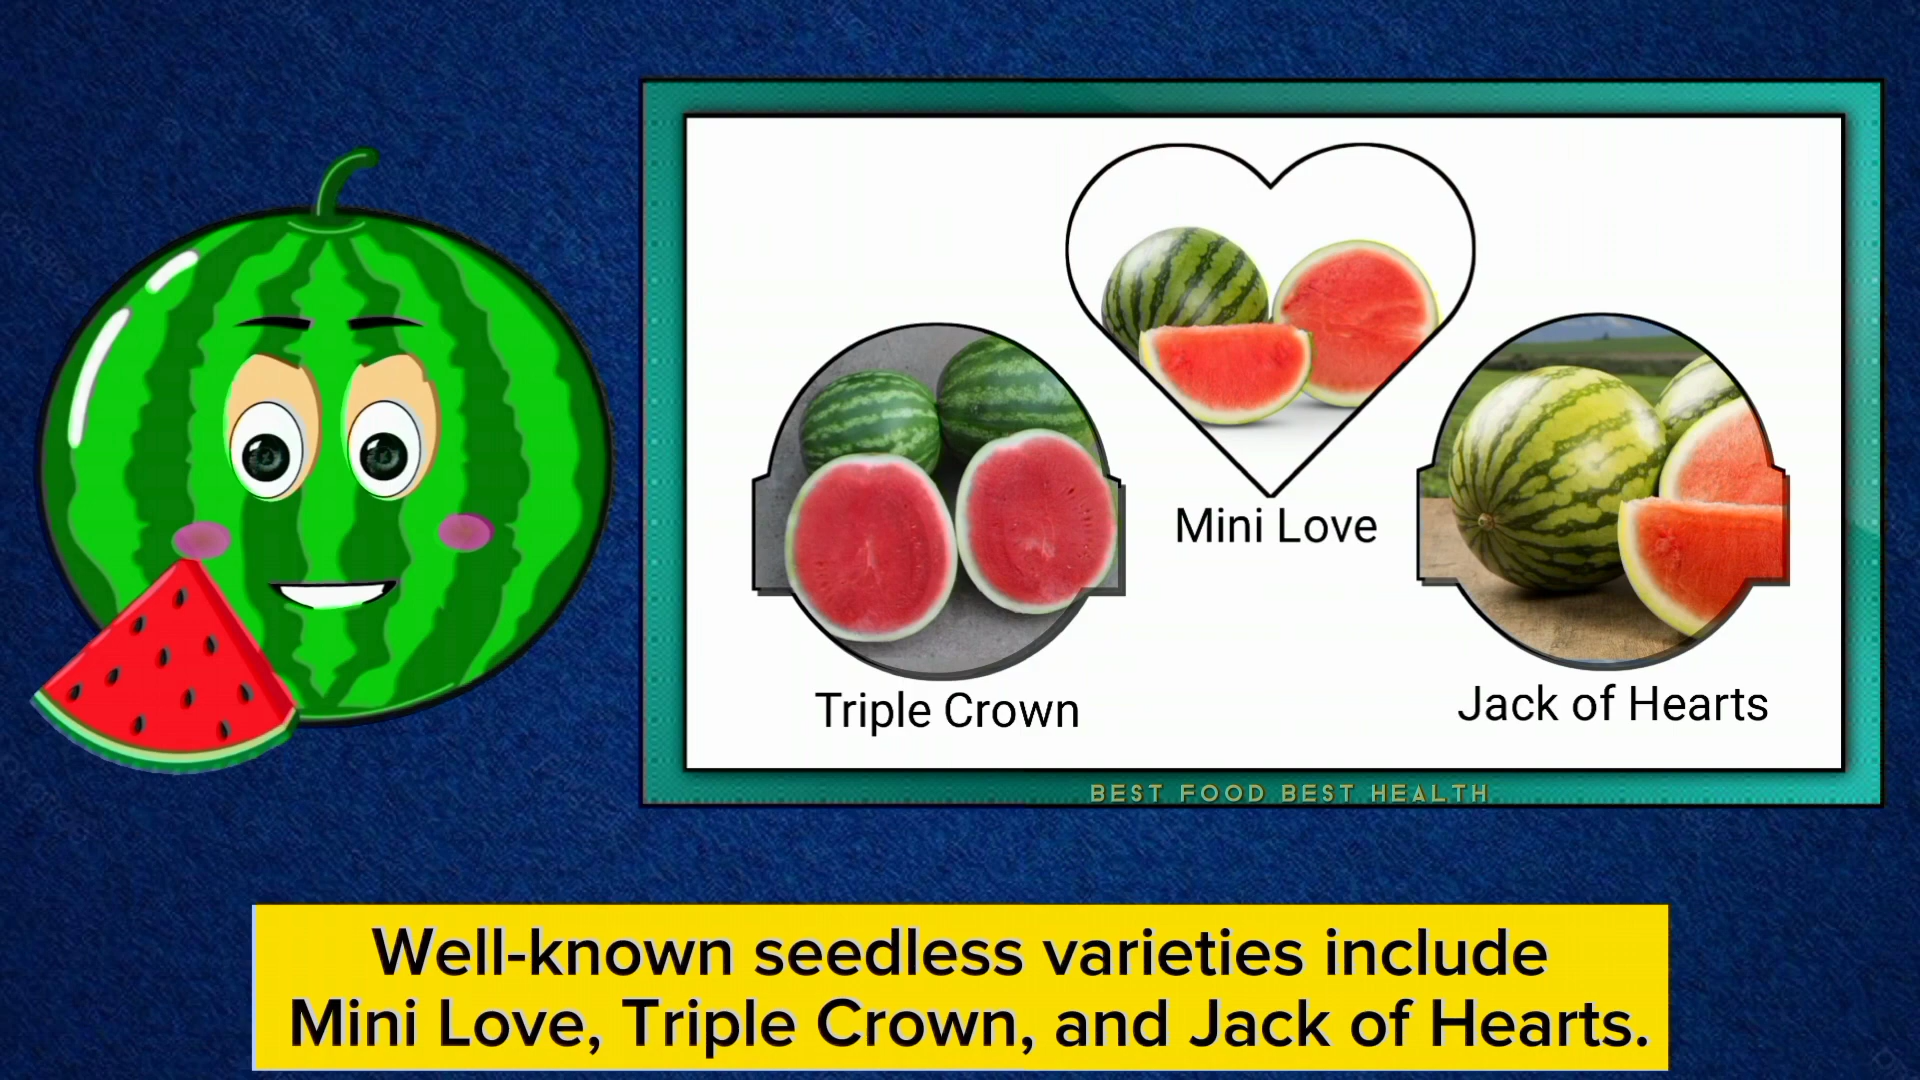 Mini Love
Triple Crown
Jack of Hearts
BEST FOOD BEST HEALTH
Well-known seedless varieties include
Mini Love, Triple Crown, and Jack of Hearts.